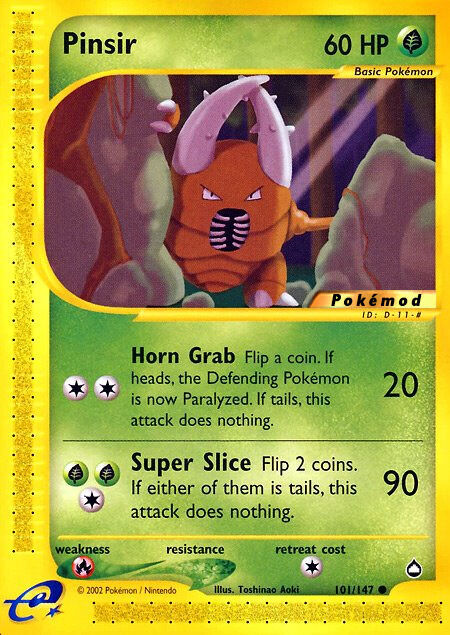 Pinsir 60 HP
Basic Pokémon
Pokémod
ID: D-11-#
Horn Grab Flip a coin. If
heads, the Defending Pokémon
is now Paralyzed. If tails, this
attack does nothing.
20
Super Slice Flip 2 coins.
If either of them is tails, this
attack does nothing.
90
weakness resistance retreat cost
©2002 Pokémon / Nintendo Illus. Toshinao Aoki 101/147 ●
e